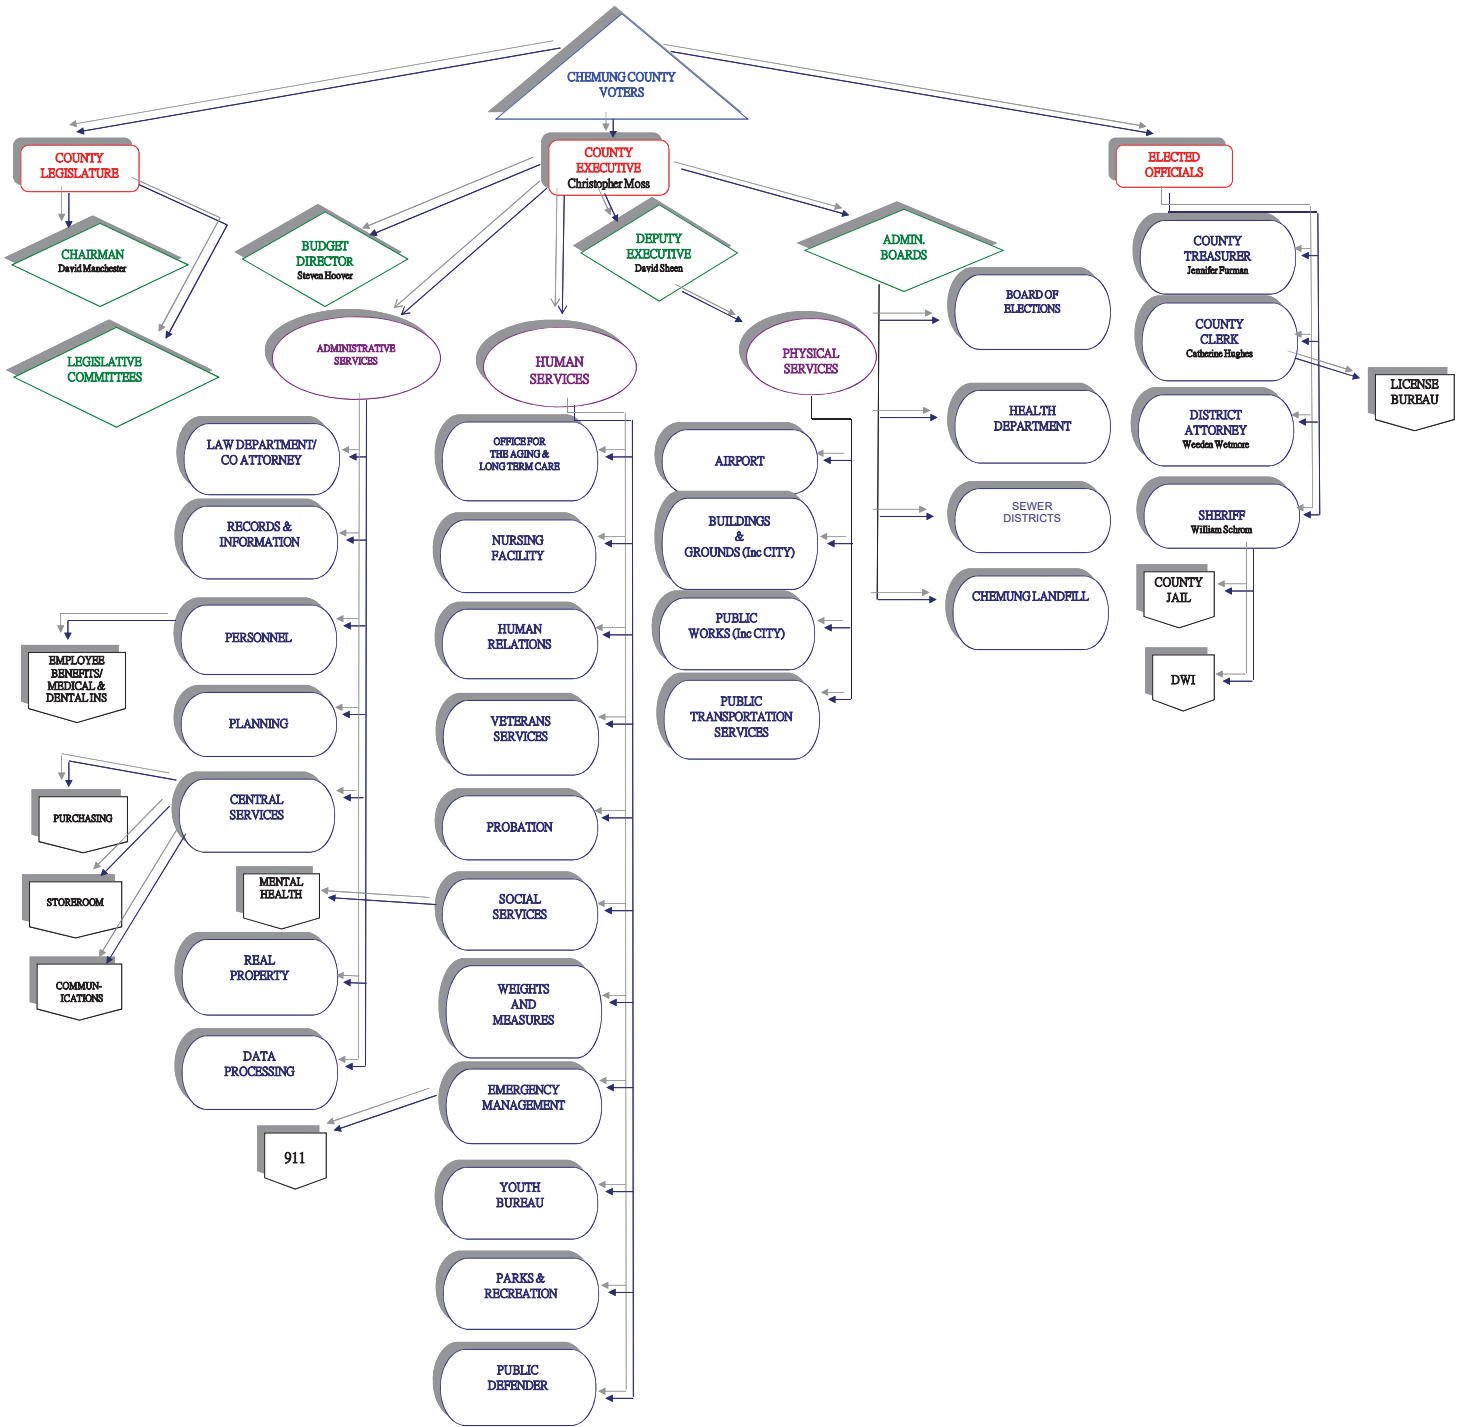 CHEMUNG COUNTY
VOTERS
COUNTY
LEGISLATURE
COUNTY
EXECUTIVE
Christopher Moss
ELECTED
OFFICIALS
CHAIRMAN
David Manchester
LEGISLATIVE
COMMITTEES
BUDGET
DIRECTOR
Steven Hoover
DEPUTY
EXECUTIVE
David Sheen
ADMIN.
BOARDS
ADMINISTRATIVE
SERVICES
HUMAN
SERVICES
PHYSICAL
SERVICES
LAW DEPARTMENT/
CO ATTORNEY
RECORDS &
INFORMATION
PERSONNEL
EMPLOYEE
BENEFITS/
MEDICAL &
DENTAL INS
PLANNING
CENTRAL
SERVICES
PURCHASING
STOREROOM
COMMUN-
ICATIONS
REAL
PROPERTY
DATA
PROCESSING
OFFICE FOR
THE AGING &
LONG TERM CARE
NURSING
FACILITY
HUMAN
RELATIONS
VETERANS
SERVICES
PROBATION
SOCIAL
SERVICES
MENTAL
HEALTH
WEIGHTS
AND
MEASURES
EMERGENCY
MANAGEMENT
911
YOUTH
BUREAU
PARKS &
RECREATION
PUBLIC
DEFENDER
AIRPORT
BUILDINGS
&
GROUNDS (Inc CITY)
PUBLIC
WORKS (Inc CITY)
PUBLIC
TRANSPORTATION
SERVICES
BOARD OF
ELECTIONS
HEALTH
DEPARTMENT
SEWER
DISTRICTS
CHEMUNG LANDFILL
COUNTY
TREASURER
Jennifer Furman
COUNTY
CLERK
Catherine Hughes
LICENSE
BUREAU
DISTRICT
ATTORNEY
Weeden Wetmore
SHERIFF
William Schrom
COUNTY
JAIL
DWI